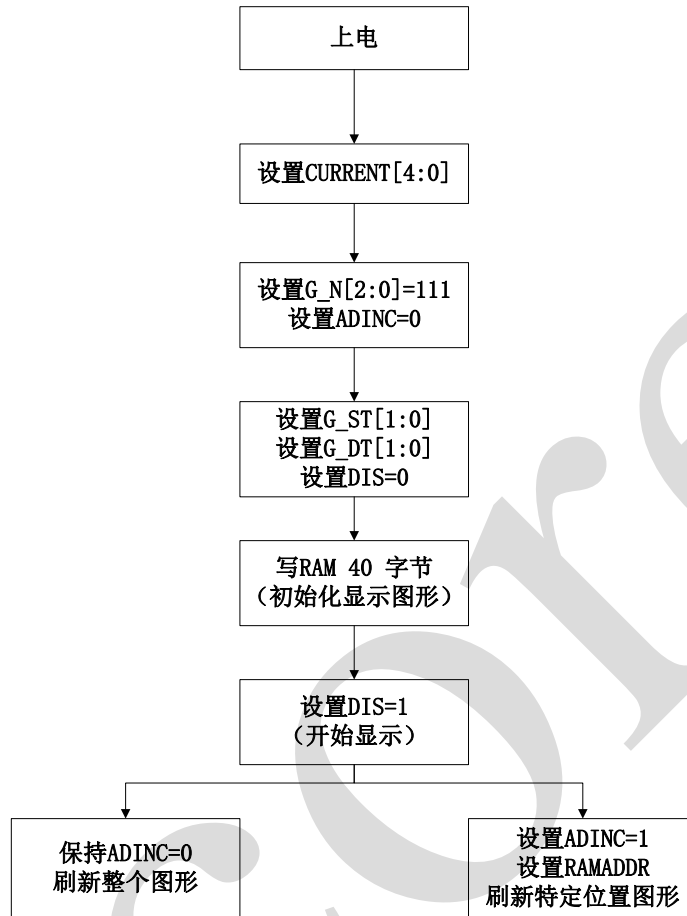 上电
设置CURRENT[4:0]
设置G_N[2:0]=111
设置ADINC=0
设置G_ST[1:0]
设置G_DT[1:0]
设置DIS=0
写RAM 40 字节
（初始化显示图形）
设置DIS=1
（开始显示）
保持ADINC=0
刷新整个图形
设置ADINC=1
设置RAMADDR
刷新特定位置图形